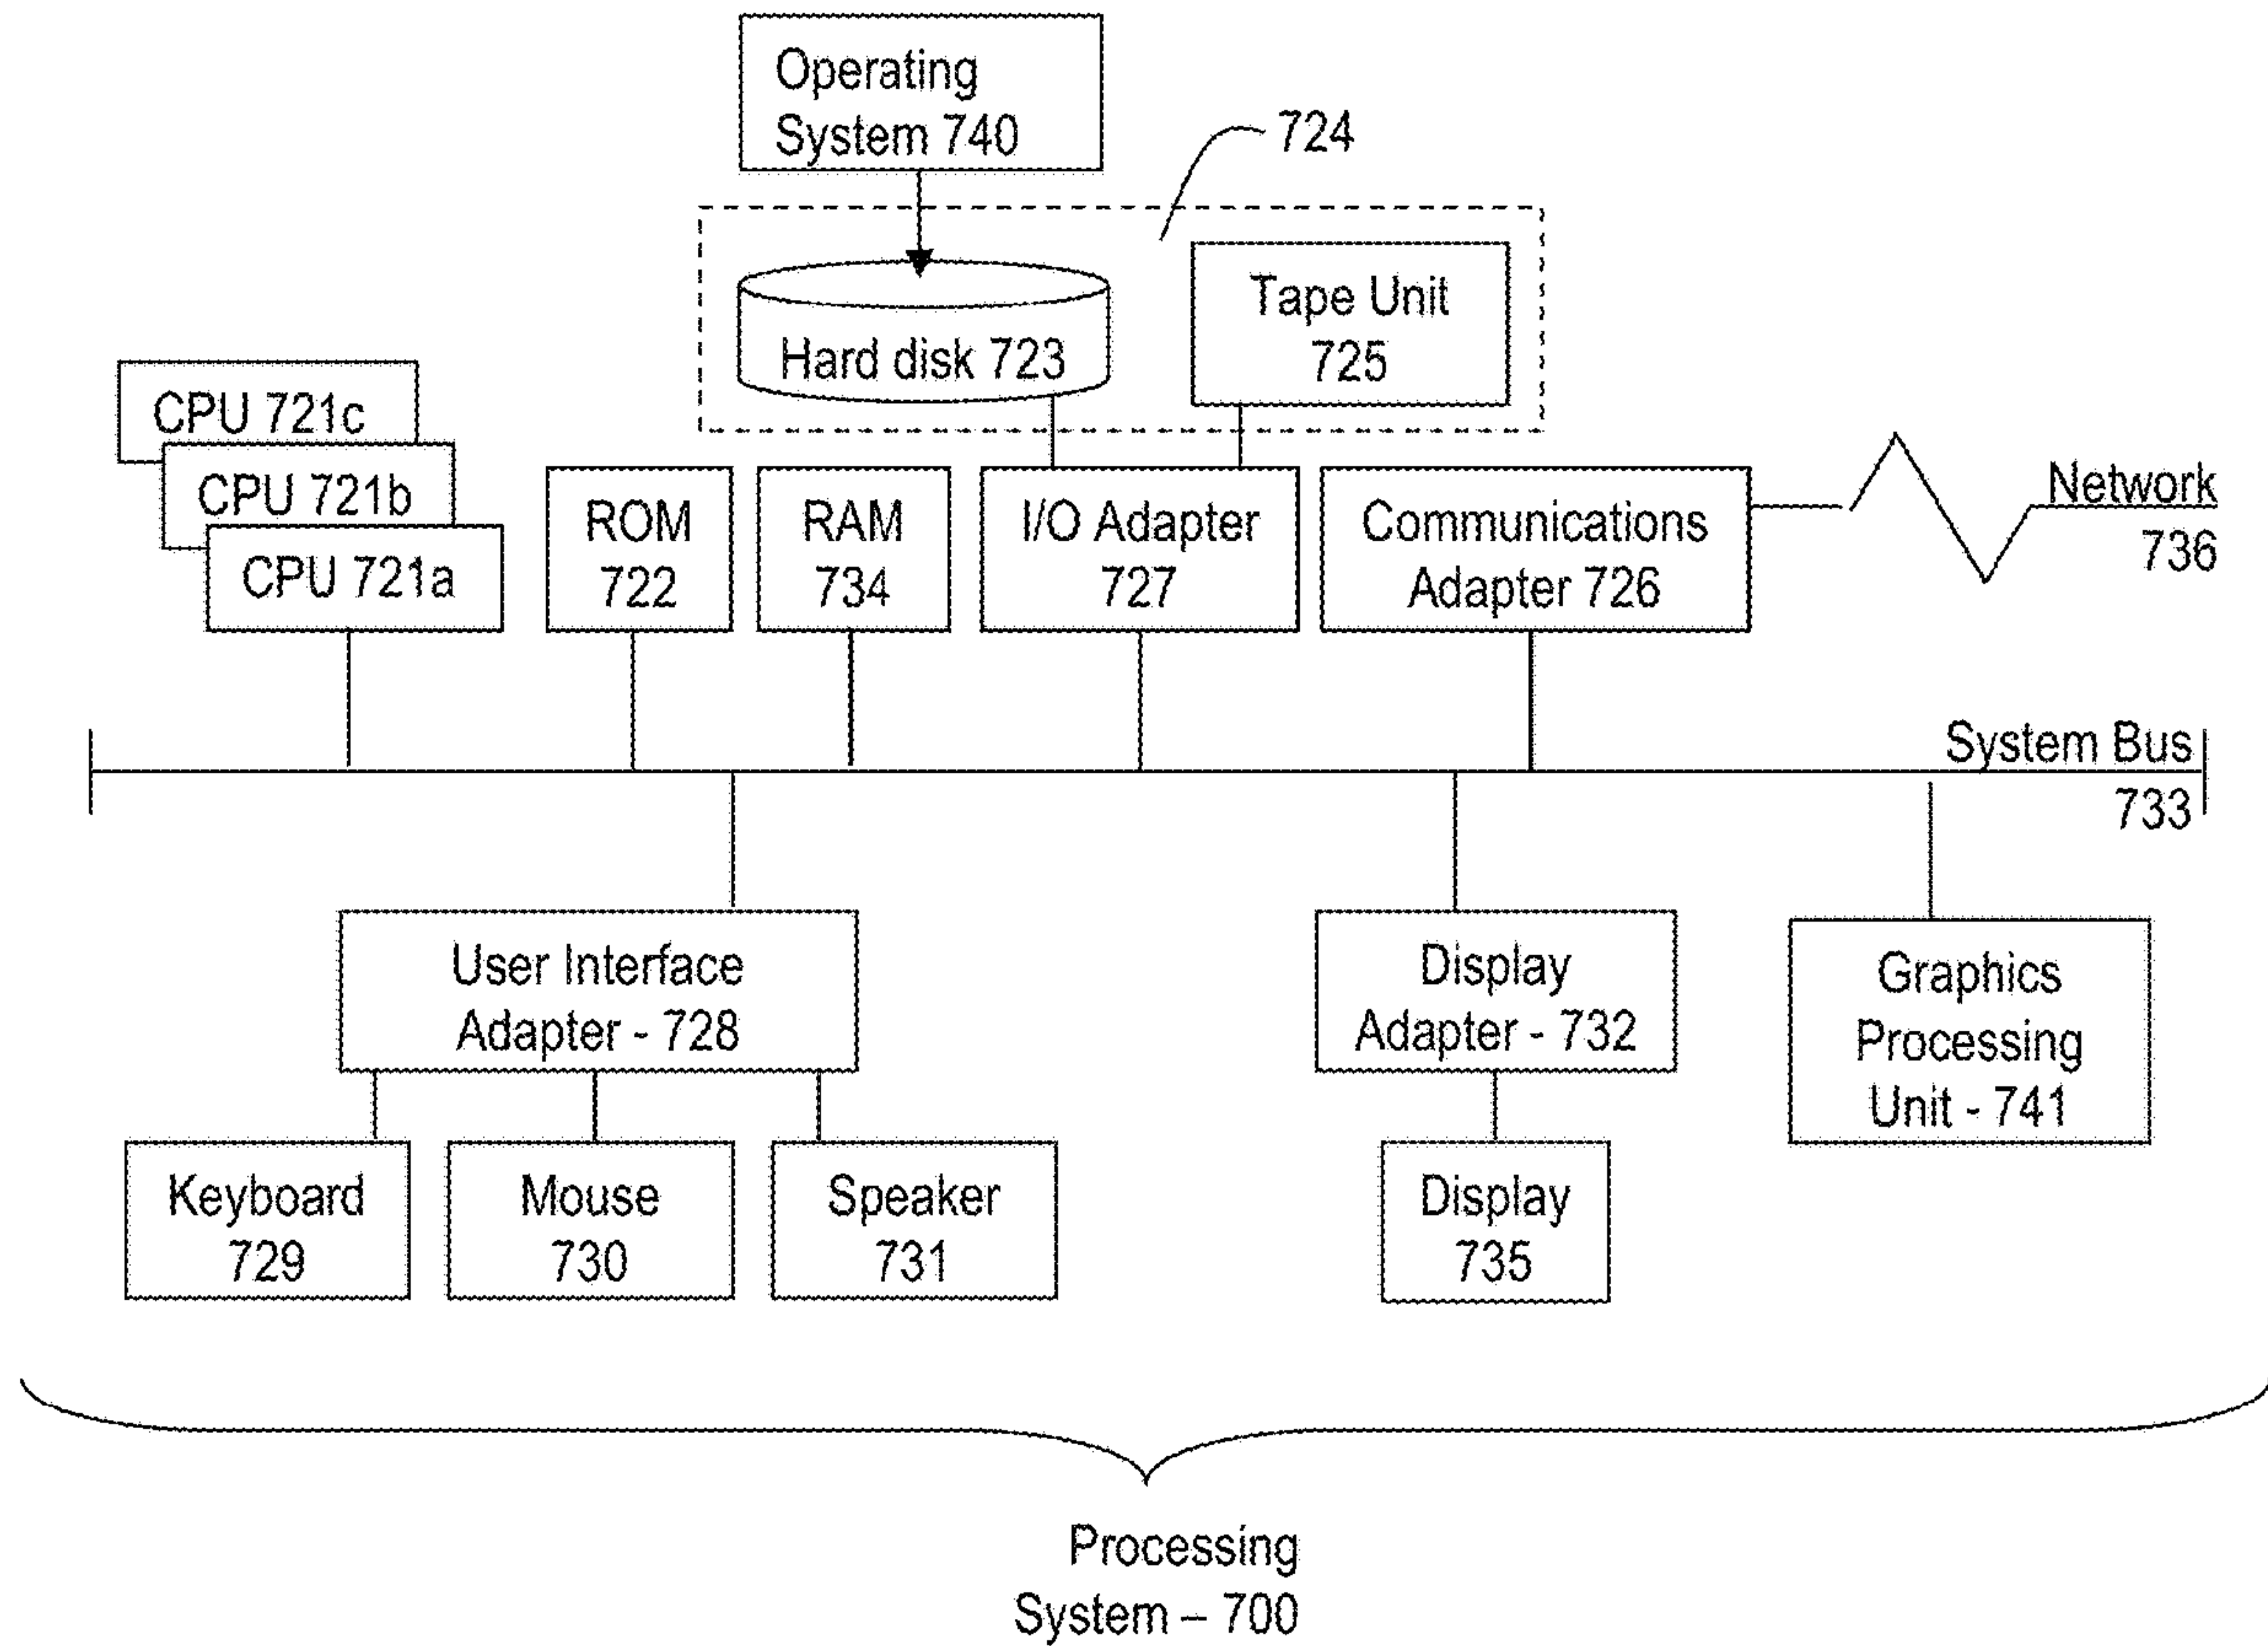 Operating
System 740
724
Hard disk 723
Tape Unit
725
CPU 721c
CPU 721b
CPU 721a
ROM
722
RAM
734
I/O Adapter
727
Communications
Adapter 726
Network
736
System Bus
733
User Interface
Adapter - 728
Display
Adapter - 732
Graphics
Processing
Unit - 741
Keyboard
729
Mouse
730
Speaker
731
Display
735
Processing
System – 700